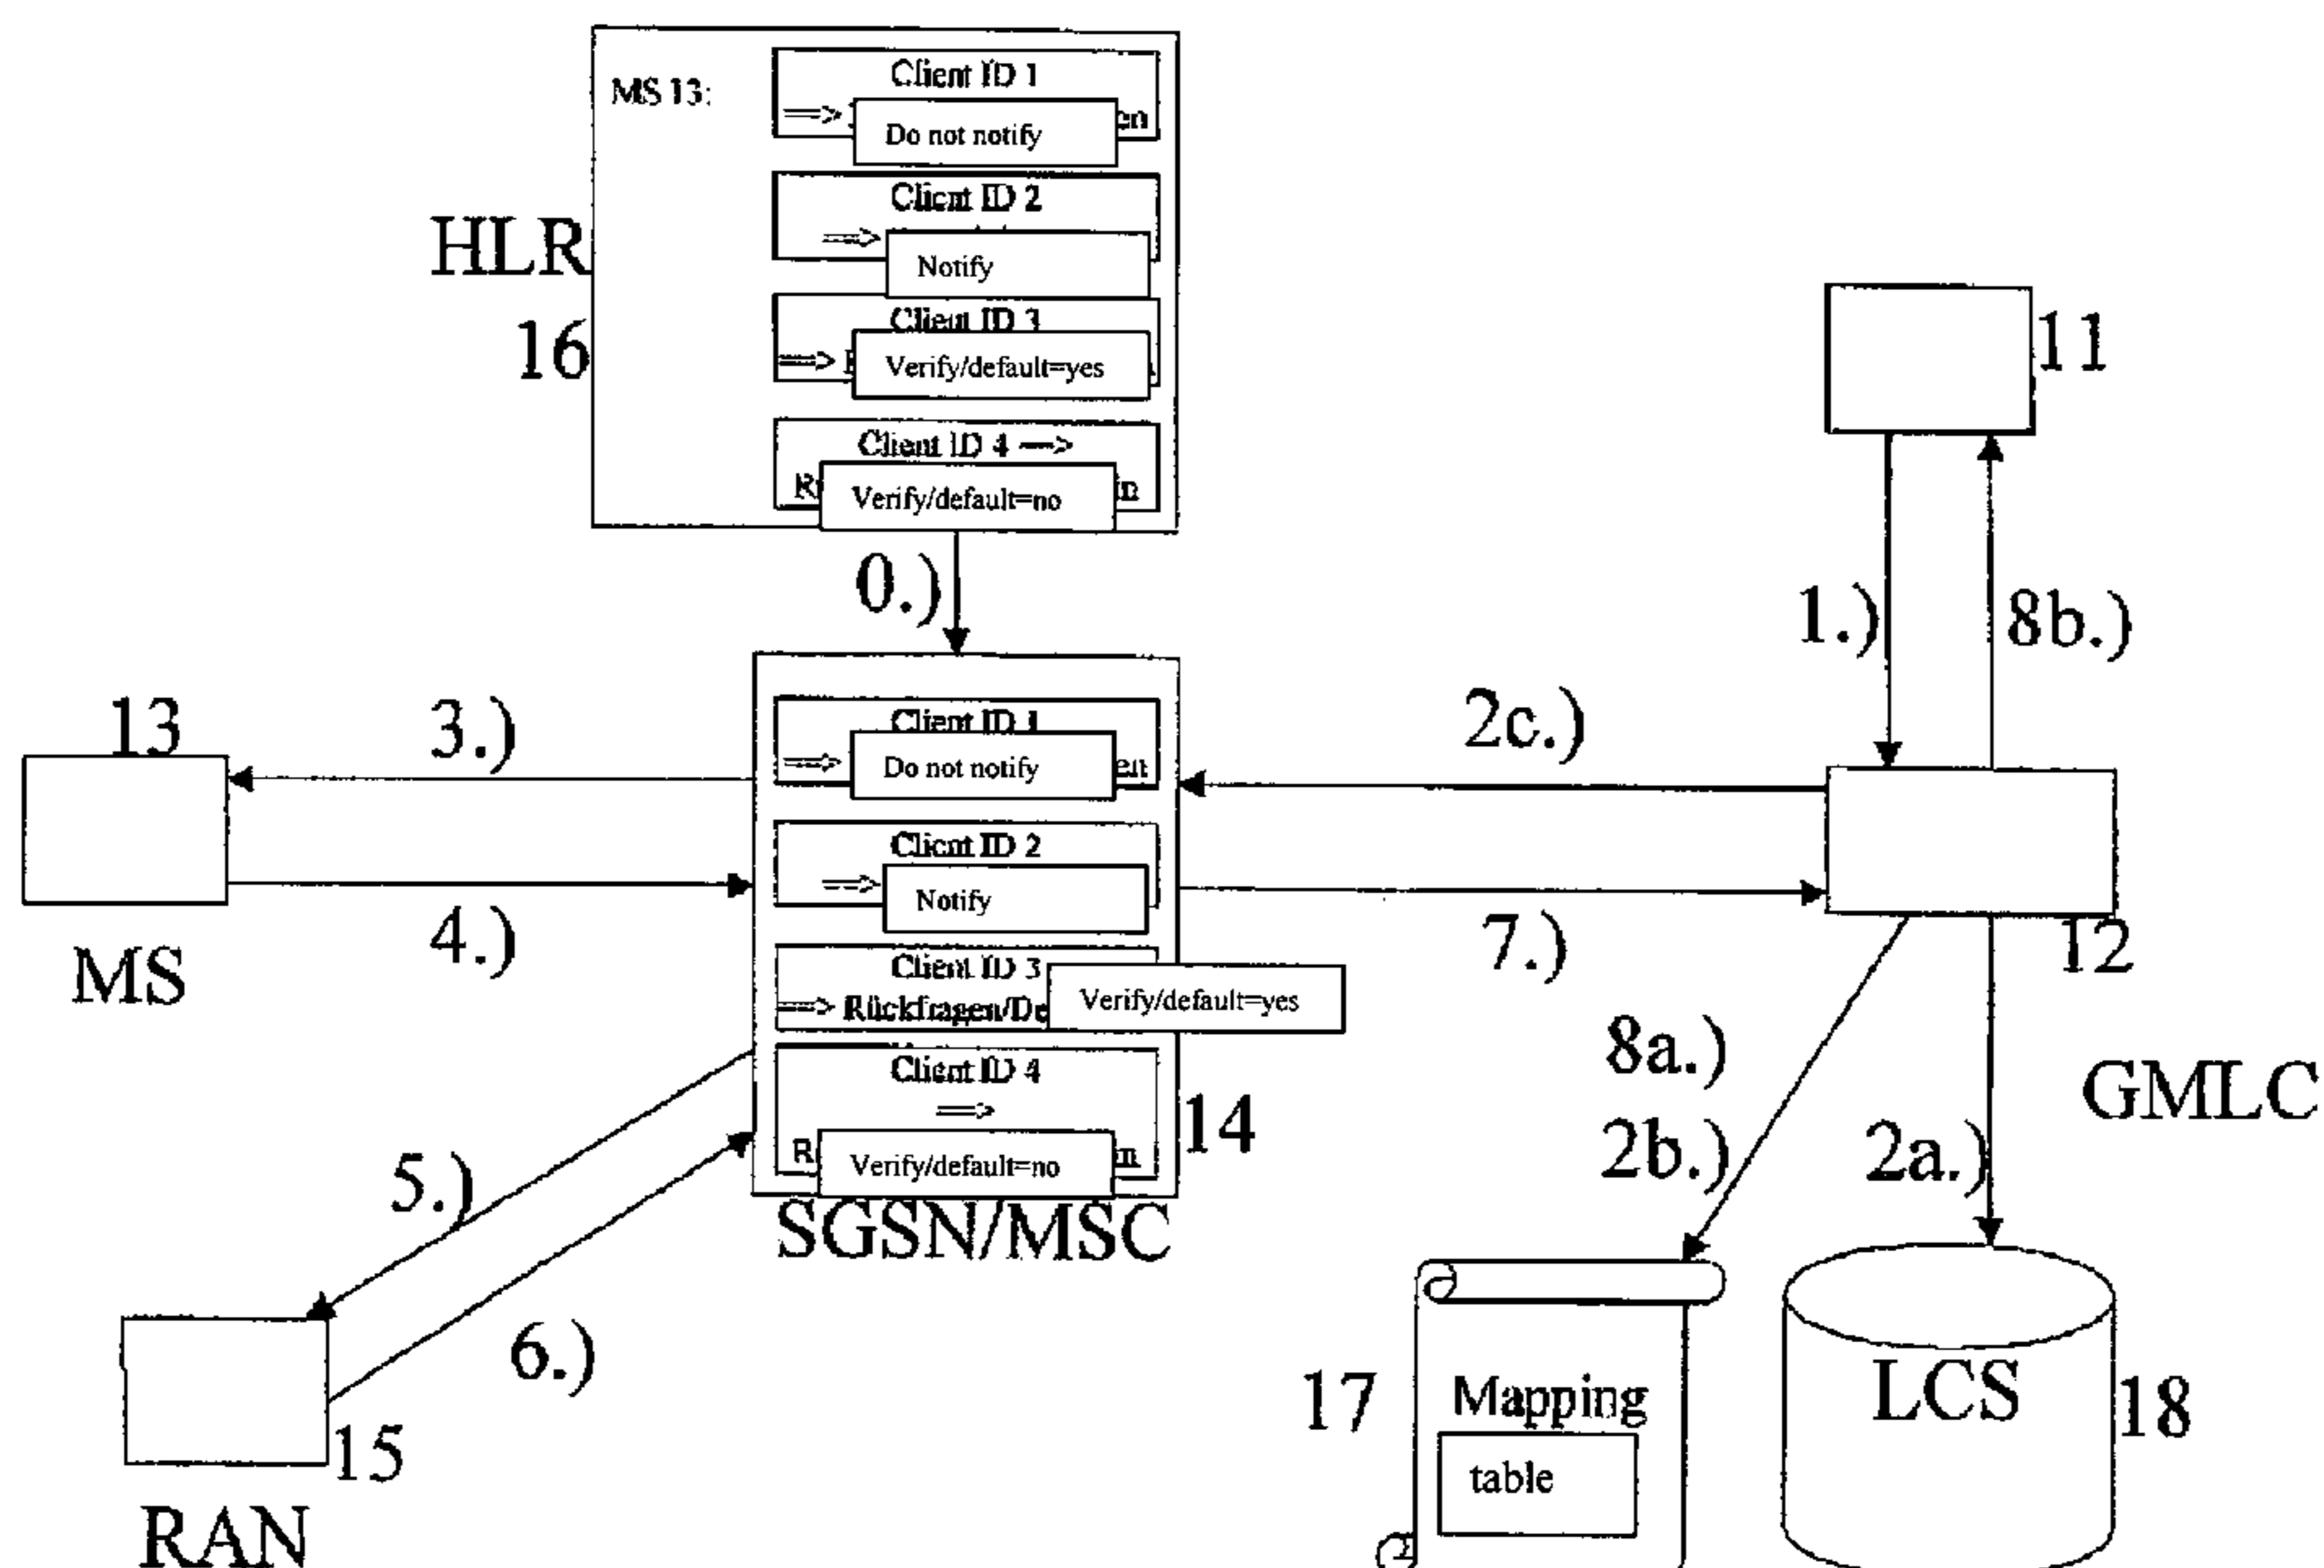 MS 13:
Client ID 1
Do not notify
en
Client ID 2
Notify
Client ID 3
Verify/default=yes
Client ID 4
Verify/default=no
HLR
16
0.)
11
1.)
8b.)
13
3.)
4.)
MS
Client ID 1
Do not notify
en
Client ID 2
Notify
Client ID 3
Rückfragen/De
Verify/default=yes
Client ID 4
R
Verify/default=no
n
14
SGSN/MSC
2c.)
7.)
12
GMLC
8a.)
2b.)
2a.)
5.)
6.)
15
RAN
17
Mapping
table
LCS
18